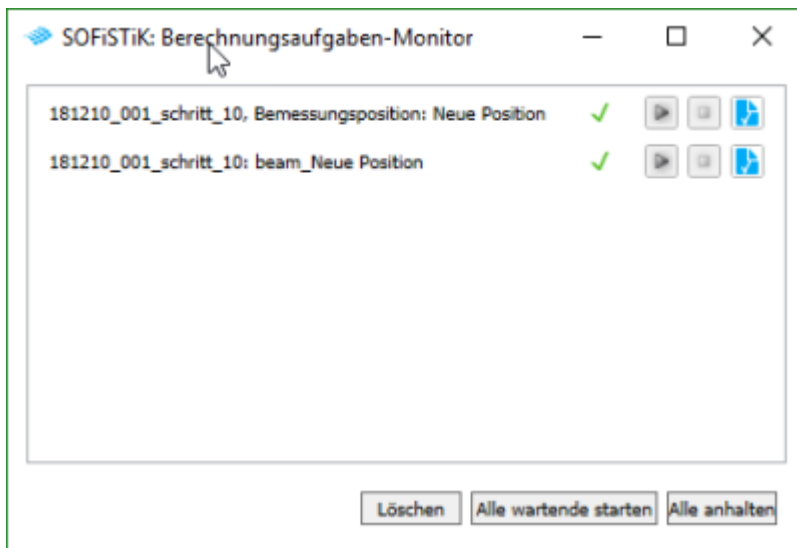 SOFiSTiK: Berechnungsaufgaben-Monitor
181210_001_schritt_10, Bemessungsposition: Neue Position
181210_001_schritt_10: beam_Neue Position
Löschen Alle wartende starten Alle anhalten